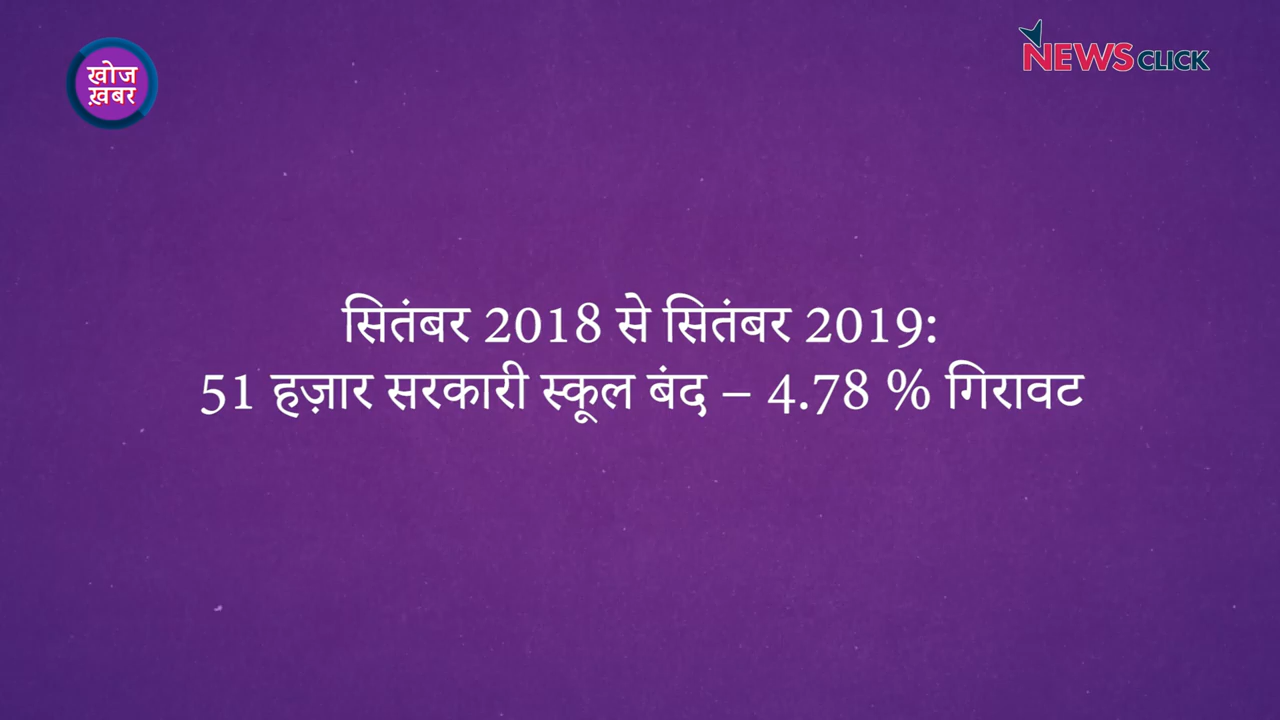 खोज
ख़बर
NEWSCLICK
सितंबर 2018 से सितंबर 2019:
51 हज़ार सरकारी स्कूल बंद – 4.78 % गिरावट